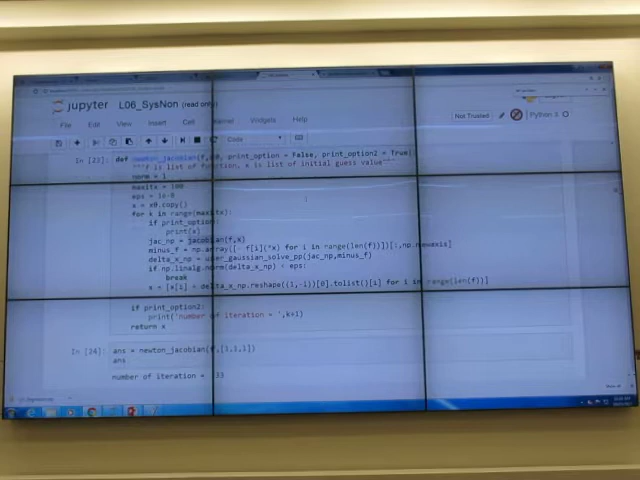 jupyter L06_SysNon (read only)
File Edit View Insert Cell Kernel Widgets Help
Not Trusted Python 3
Code
In [23]: def newton_jacobian(f,x0, print_option = False, print_option2 = True):
"""f is list of function, x is list of initial guess value"""
norm = 1
maxitx = 100
eps = 1e-8
x = x0.copy()
for k in range(maxitx):
if print_option:
print(x)
jac_np = jacobian(f,x)
minus_f = np.array([- f[i](*x) for i in range(len(f))])[:,np.newaxis]
delta_x_np = user_gaussian_solve_pp(jac_np,minus_f)
if np.linalg.norm(delta_x_np) < eps:
break
x = [x[i] + delta_x_np.reshape((1,-1))[0].tolist()[i] for i in range(len(f))]
if print_option2:
print('number of iteration = ',k+1)
return x
In [24]: ans = newton_jacobian(f,[1,1,1])
ans
number of iteration = 33